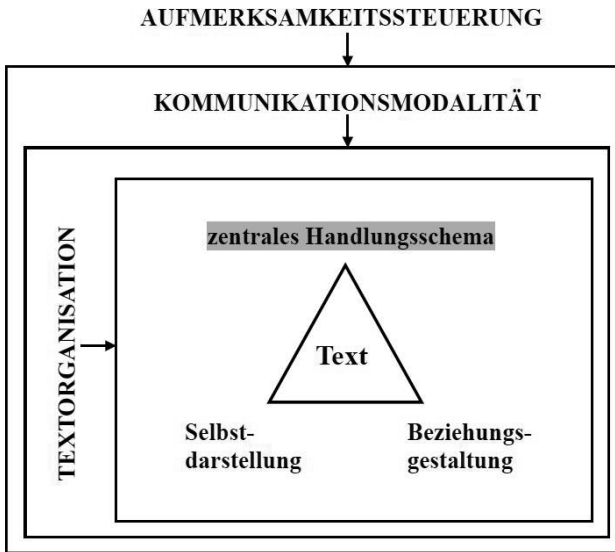 AUFMERKSAMKEITSSTEUERUNG
KOMMUNIKATIONSMODALITÄT
TEXTORGANISATION
zentrales Handlungsschema
Text
Selbst-
darstellung
Beziehungs-
gestaltung